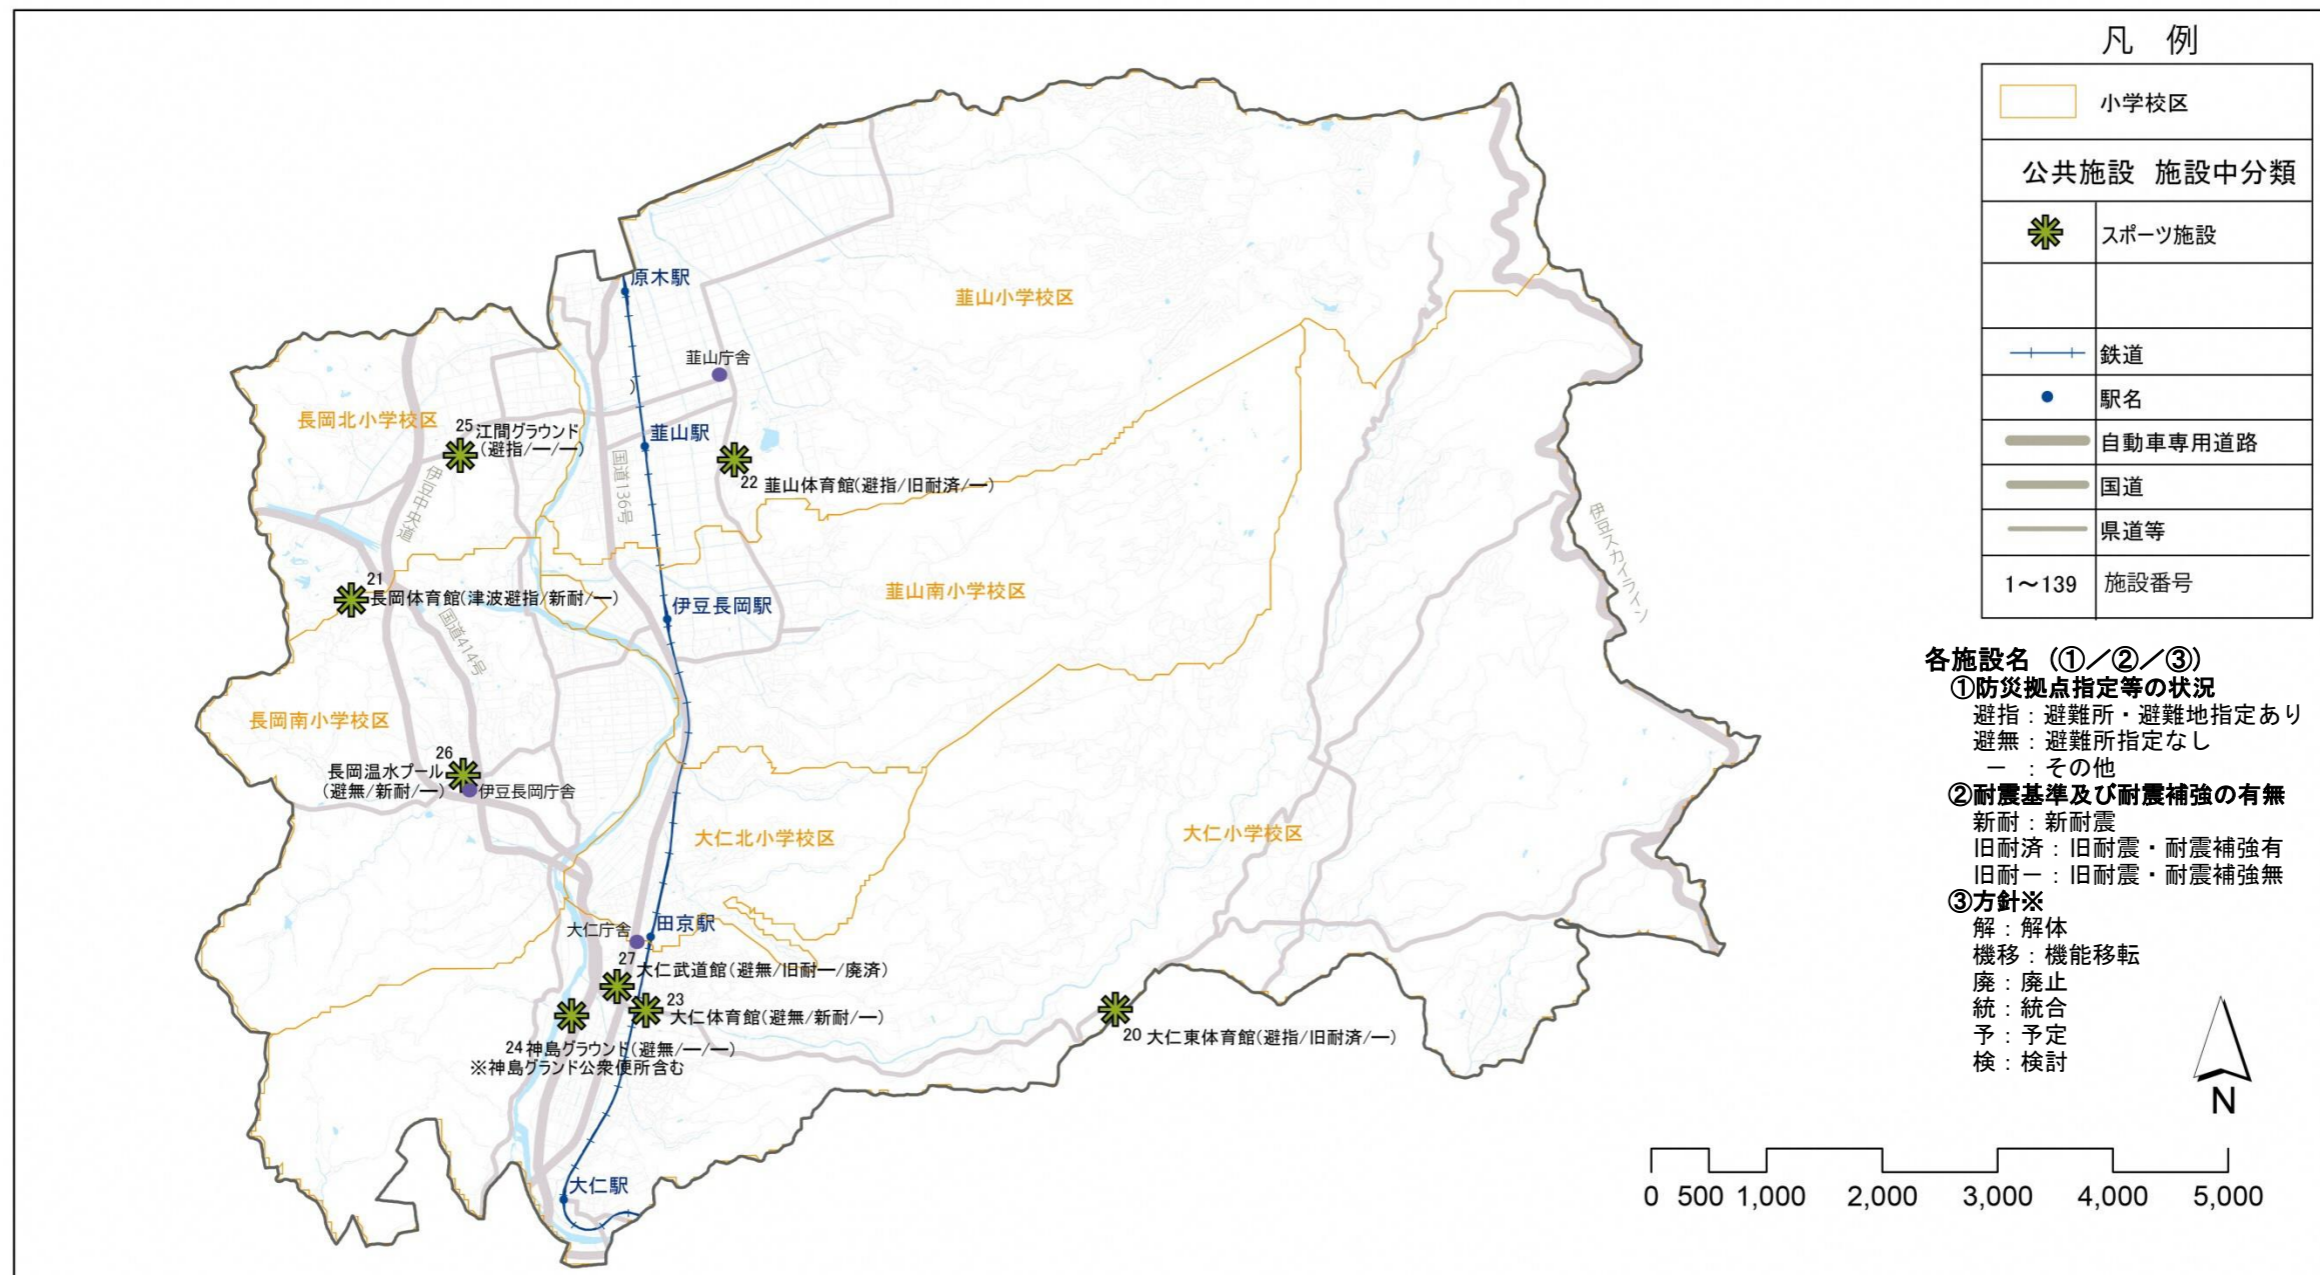 原木駅
韮山小学校区
韮山庁舎
)
長岡北小学校区
25 江間グラウンド
(避指/ー/ー)
韮山駅
伊豆中央道
国道136号
22 韮山体育館(避指/旧耐済/ー)
伊豆スカイライン
21
長岡体育館(津波避指/新耐/ー)
伊豆長岡駅
韮山南小学校区
国道414号
長岡南小学校区
26
長岡温水プール
(避無/新耐/ー)
伊豆長岡庁舎
大仁北小学校区
大仁小学校区
大仁庁舎
田京駅
27
大仁武道館(避無/旧耐ー/廃済)
23
大仁体育館(避無/新耐/ー)
24 神島グラウンド(避無/ー/ー)
※神島グランド公衆便所含む
20 大仁東体育館(避指/旧耐済/ー)
大仁駅
凡 例
小学校区
公共施設 施設中分類
スポーツ施設
鉄道
駅名
自動車専用道路
国道
県道等
1~139 施設番号
各施設名(①/②/③)
①防災拠点指定等の状況
避指:避難所・避難地指定あり
避無:避難所指定なし
ー:その他
②耐震基準及び耐震補強の有無
新耐:新耐震
旧耐済:旧耐震・耐震補強有
旧耐ー:旧耐震・耐震補強無
③方針※
解:解体
機移:機能移転
廃:廃止
統:統合
予:予定
検:検討
N
0 500 1,000 2,000 3,000 4,000 5,000